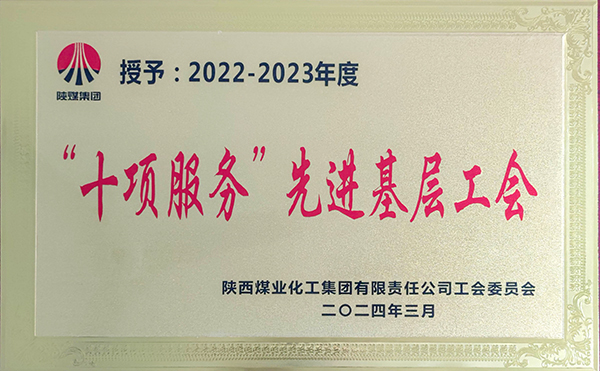 陕煤集团
授予：2022-2023年度
“十项服务”先进基层工会
陕西煤业化工集团有限责任公司工会委员会
二〇二四年三月